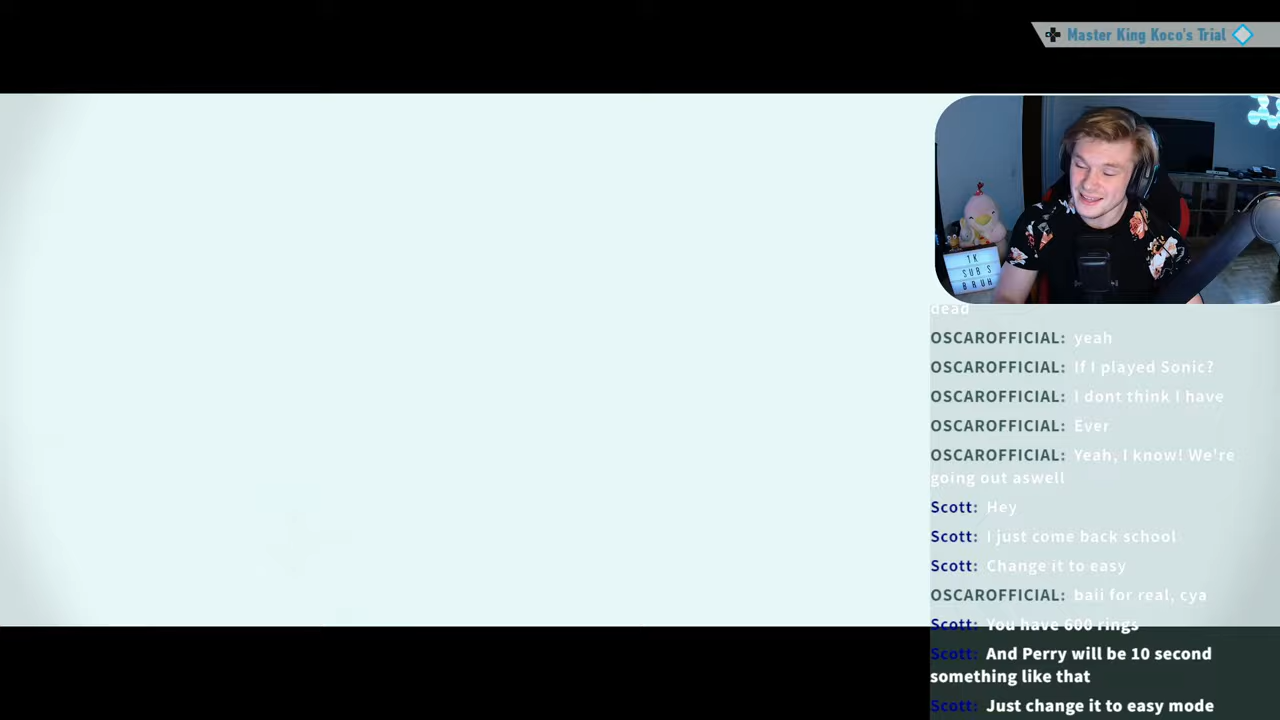 Master King Koco's Trial
TK
SUBS
BRUH
dead
OSCAROFFICIAL: yeah
OSCAROFFICIAL: If I played Sonic?
OSCAROFFICIAL: I dont think I have
OSCAROFFICIAL: Ever
OSCAROFFICIAL: Yeah, I know! We're
going out aswell
Scott: Hey
Scott: I just come back school
Scott: Change it to easy
OSCAROFFICIAL: baii for real, cya
Scott: You have 600 rings
Scott: And Perry will be 10 second
something like that
Scott: Just change it to easy mode